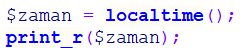 $zaman = localtime();
print_r($zaman);